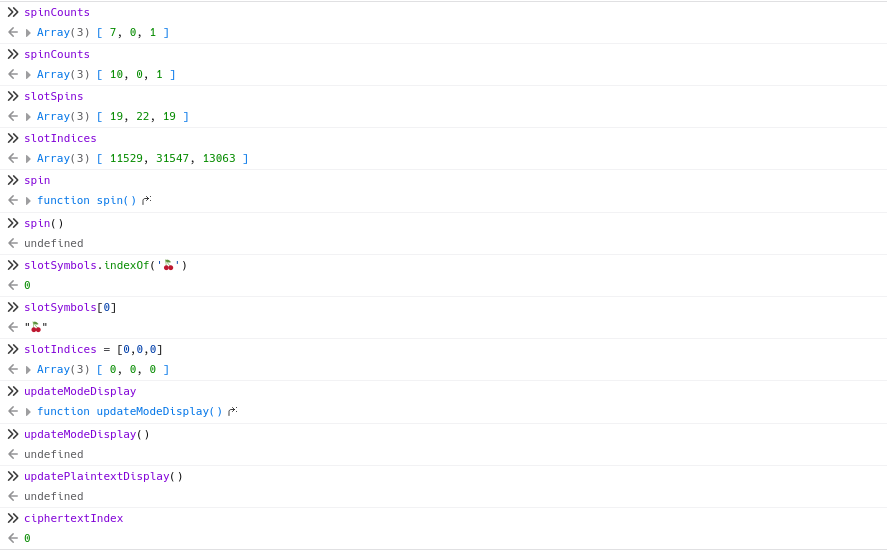 spinCounts
Array(3) [ 7, 0, 1 ]
spinCounts
Array(3) [ 10, 0, 1 ]
slotSpins
Array(3) [ 19, 22, 19 ]
slotIndices
Array(3) [ 11529, 31547, 13063 ]
spin
function spin()
spin()
undefined
slotSymbols.indexOf('🍒')
0
slotSymbols[0]
"🍒"
slotIndices = [0,0,0]
Array(3) [ 0, 0, 0 ]
updateModeDisplay
function updateModeDisplay()
updateModeDisplay()
undefined
updatePlaintextDisplay()
undefined
ciphertextIndex
0